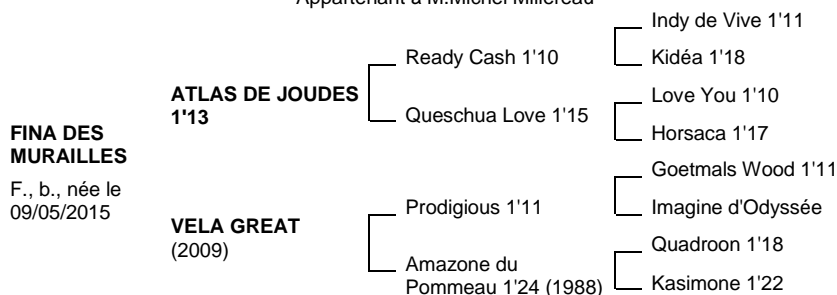 Appartenant à M.Michel Millereau
Indy de Vive 1'11
Ready Cash 1'10
Kidéa 1'18
ATLAS DE JOUDES
1'13
Queschua Love 1'15
Love You 1'10
Horsaca 1'17
FINA DES
MURAILLES
F., b., née le
09/05/2015
Goetmals Wood 1'11
Prodigious 1'11
Imagine d'Odyssée
VELA GREAT
(2009)
Amazone du
Pommeau 1'24 (1988)
Quadroon 1'18
Kasimone 1'22